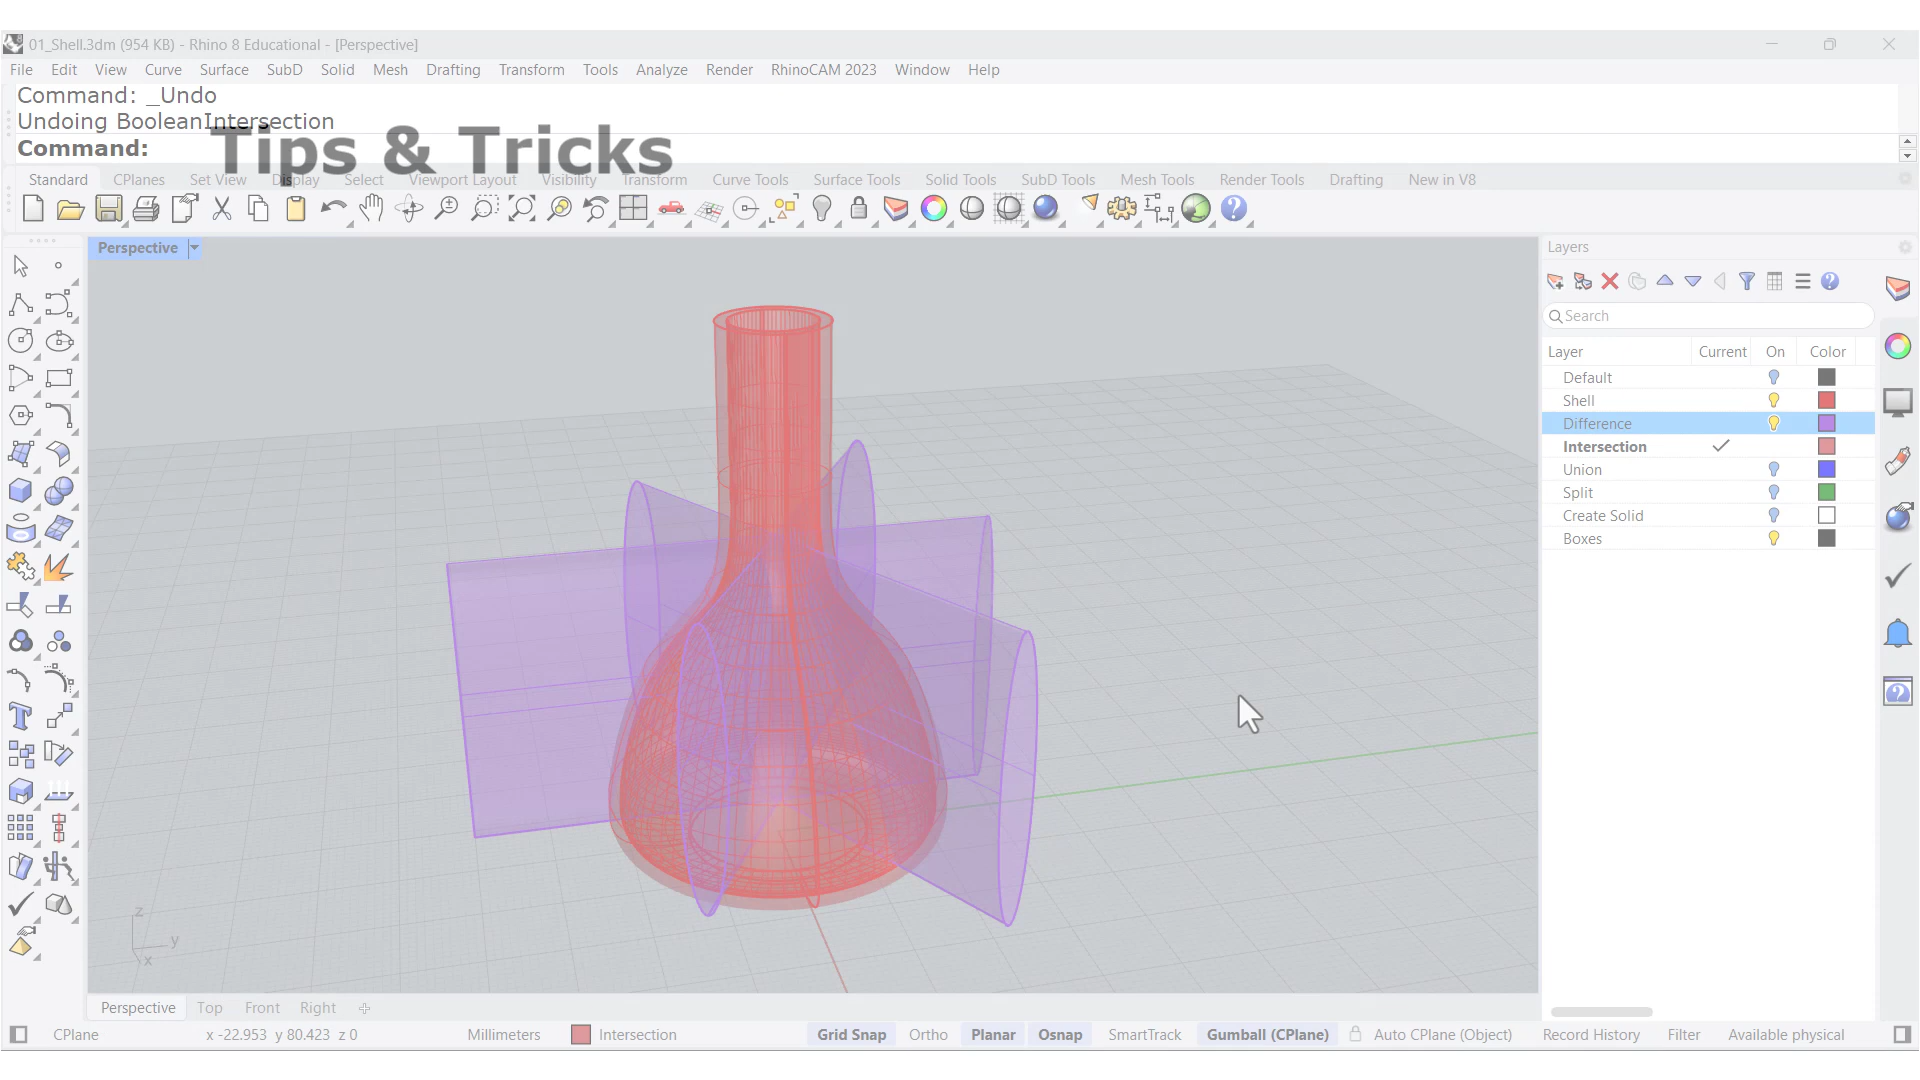 01_Shell.3dm (954 KB) - Rhino 8 Educational - [Perspective]
File Edit View Curve Surface SubD Solid Mesh Drafting Transform Tools Analyze Render RhinoCAM 2023 Window Help
Command: _Undo
Undoing BooleanIntersection
Command:
Tips & Tricks
Standard CPlanes Set View Display Select Viewport Layout Visibility Transform Curve Tools Surface Tools Solid Tools SubD Tools Mesh Tools Render Tools Drafting New in V8
Perspective
Layers
Search
Layer Current On Color
Default
Shell
Difference
Intersection
Union
Split
Create Solid
Boxes
z
y
x
Perspective Top Front Right
CPlane x -22.953 y 80.423 z 0 Millimeters Intersection Grid Snap Ortho Planar Osnap SmartTrack Gumball (CPlane) Auto CPlane (Object) Record History Filter Available physical